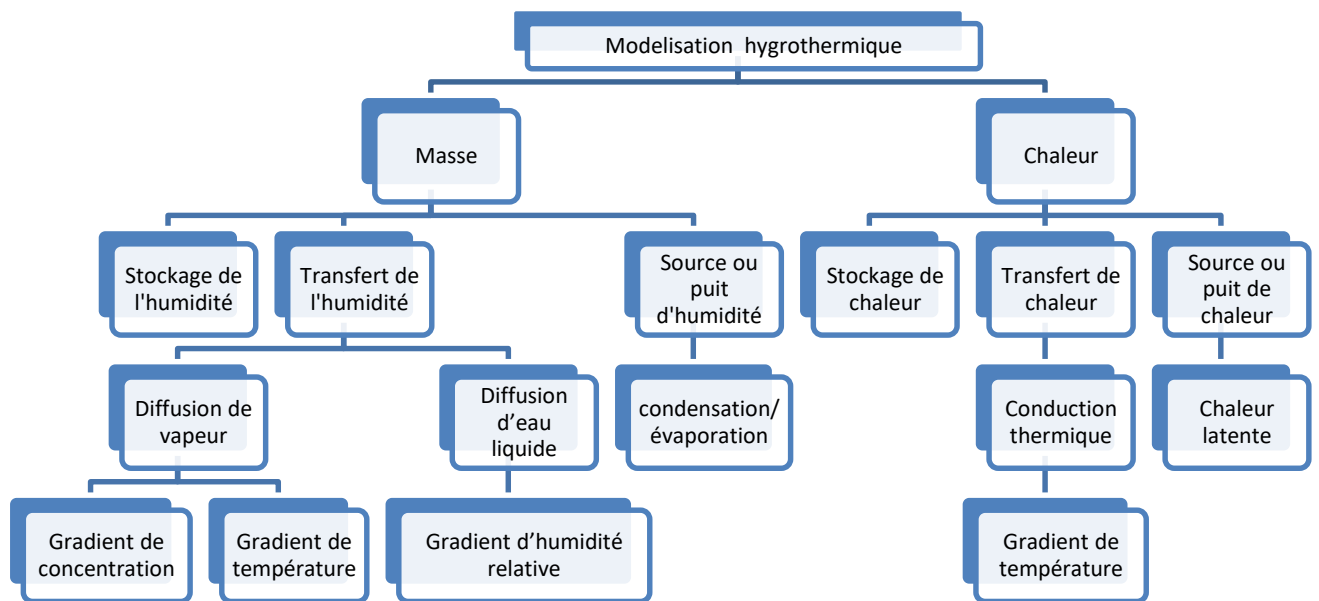 Modelisation hygrothermique
Masse
Chaleur
Stockage de
l'humidité
Transfert de
l'humidité
Source ou
puit
d'humidité
Stockage de
chaleur
Transfert de
chaleur
Source ou
puit de
chaleur
Diffusion de
vapeur
Diffusion
d’eau
liquide
condensation/
évaporation
Conduction
thermique
Chaleur
latente
Gradient de
concentration
Gradient de
température
Gradient d’humidité
relative
Gradient de
température